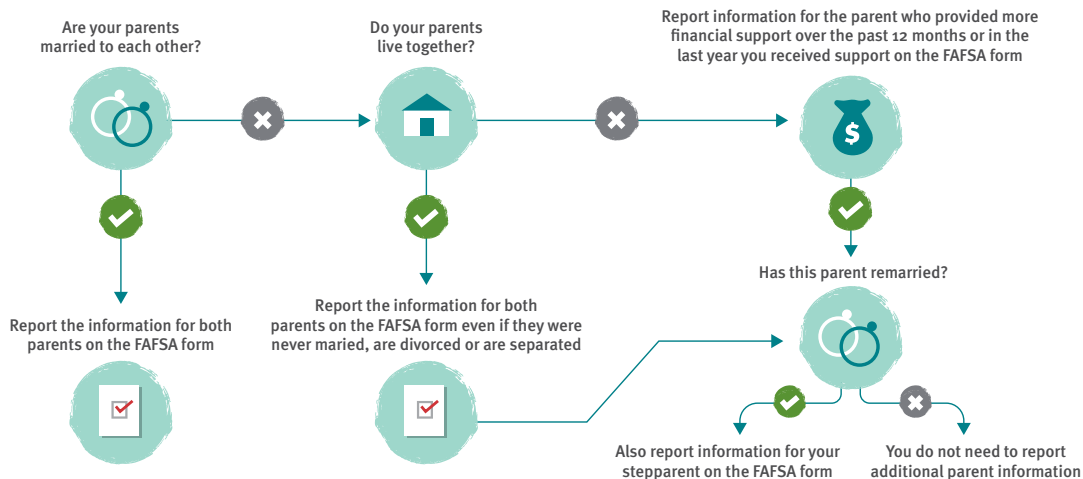 Are your parents
married to each other?
Do your parents
live together?
Report information for the parent who provided more
financial support over the past 12 months or in the
last year you received support on the FAFSA form
$
Has this parent remarried?
Report the information for both
parents on the FAFSA form
Report the information for both
parents on the FAFSA form even if they were
never maried, are divorced or are separated
Also report information for your
stepparent on the FAFSA form
You do not need to report
additional parent information